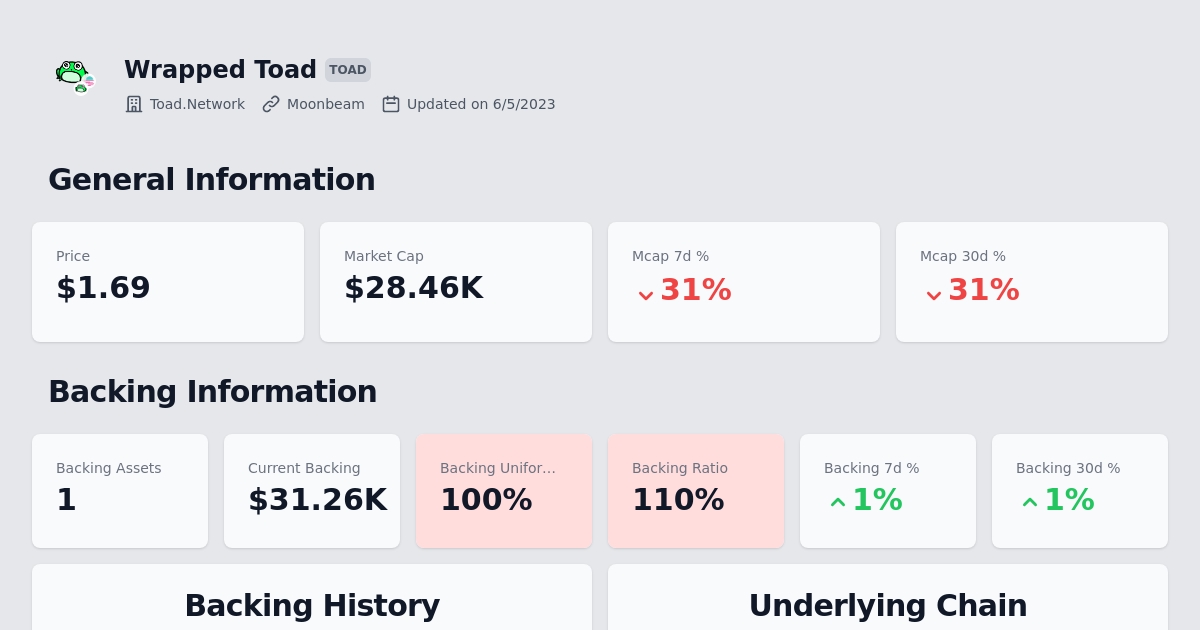 Wrapped Toad TOAD
Toad.Network Moonbeam Updated on 6/5/2023
General Information
Price Market Cap Mcap 7d % Mcap 30d %
$1.69 $28.46K 31% 31%
Backing Information
Backing Assets Current Backing Backing Unifor... Backing Ratio Backing 7d % Backing 30d %
1 $31.26K 100% 110% 1% 1%
Backing History Underlying Chain